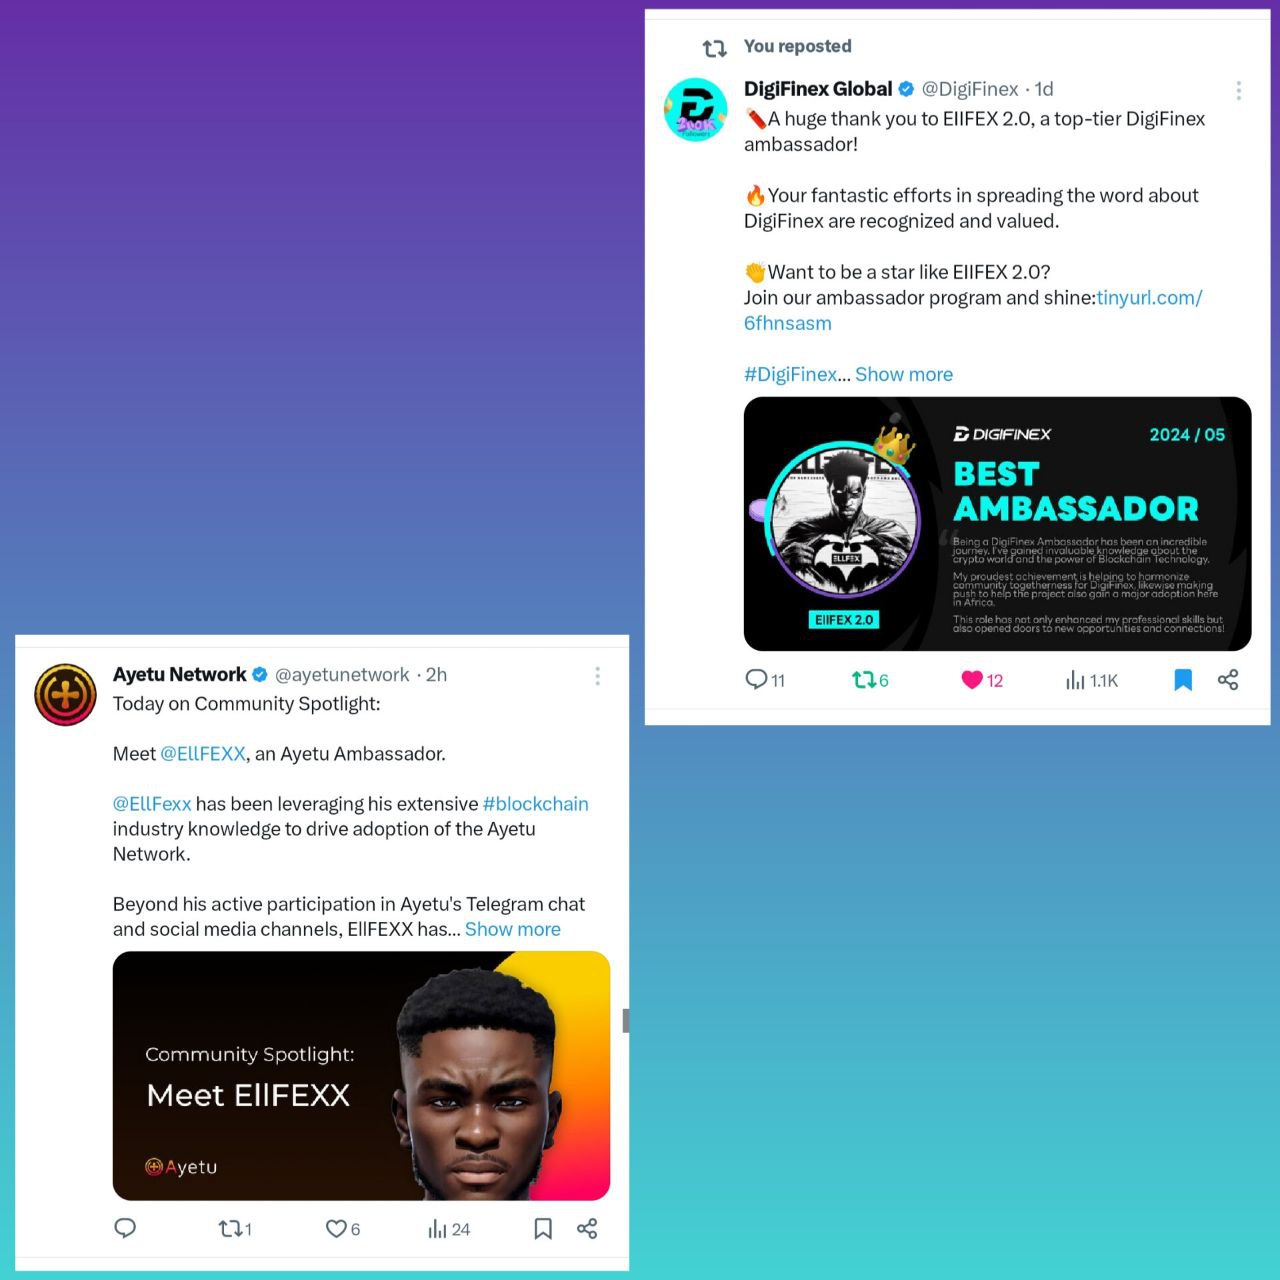 You reposted
DigiFinex Global @DigiFinex · 1d
A huge thank you to EllFEX 2.0, a top-tier DigiFinex
ambassador!
🔥Your fantastic efforts in spreading the word about
DigiFinex are recognized and valued.
👏Want to be a star like EllFEX 2.0?
Join our ambassador program and shine:tinyurl.com/
6fhnsasm
#DigiFinex... Show more
DIGIFINEX
2024 / 05
BEST
AMBASSADOR
Being a DigiFinex Ambassador has been an incredible
journey. I've gained invaluable knowledge about the
crypto world and the power of Blockchain Technology.
My proudest achievement is helping to harmonize
community togetherness for DigiFinex, likewise making
push to help the project also gain a major adoption here
in Africa.
This role has not only enhanced my professional skills but
also opened doors to new opportunities and connections!
ELLFEX
EllFEX 2.0
11 6 12 1.1K
Ayetu Network @ayetunetwork · 2h
Today on Community Spotlight:
Meet @EllFEXX, an Ayetu Ambassador.
@EllFexx has been leveraging his extensive #blockchain
industry knowledge to drive adoption of the Ayetu
Network.
Beyond his active participation in Ayetu's Telegram chat
and social media channels, EllFEXX has... Show more
Community Spotlight:
Meet EllFEXX
Ayetu
1 6 24